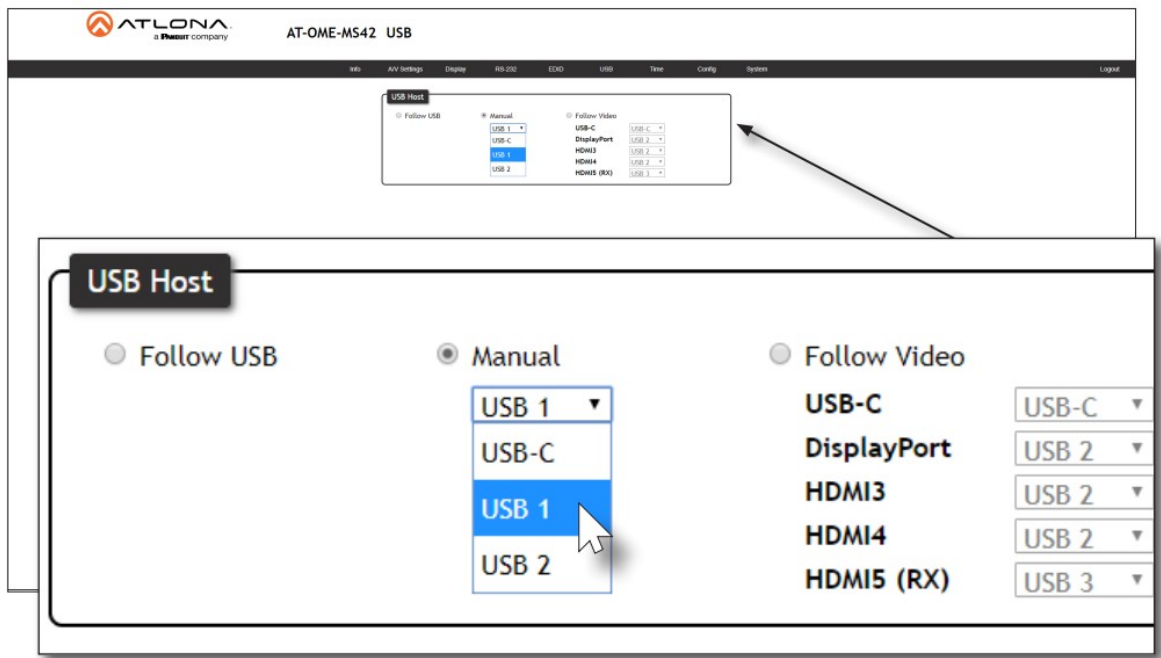 ATLONA.
a PANDUIT company
AT-OME-MS42 USB
Info A/V Settings Display RS-232 EDID USB Time Config System Logout
USB Host
Follow USB Manual Follow Video
USB 1 USB-C USB-C
USB-C DisplayPort USB 2
USB 1 HDMI3 USB 2
HDMI4 USB 2
USB 2 HDMI5 (RX) USB 3
USB Host
Follow USB Manual Follow Video
USB 1 USB-C USB-C
USB-C DisplayPort USB 2
USB 1 HDMI3 USB 2
HDMI4 USB 2
USB 2 HDMI5 (RX) USB 3